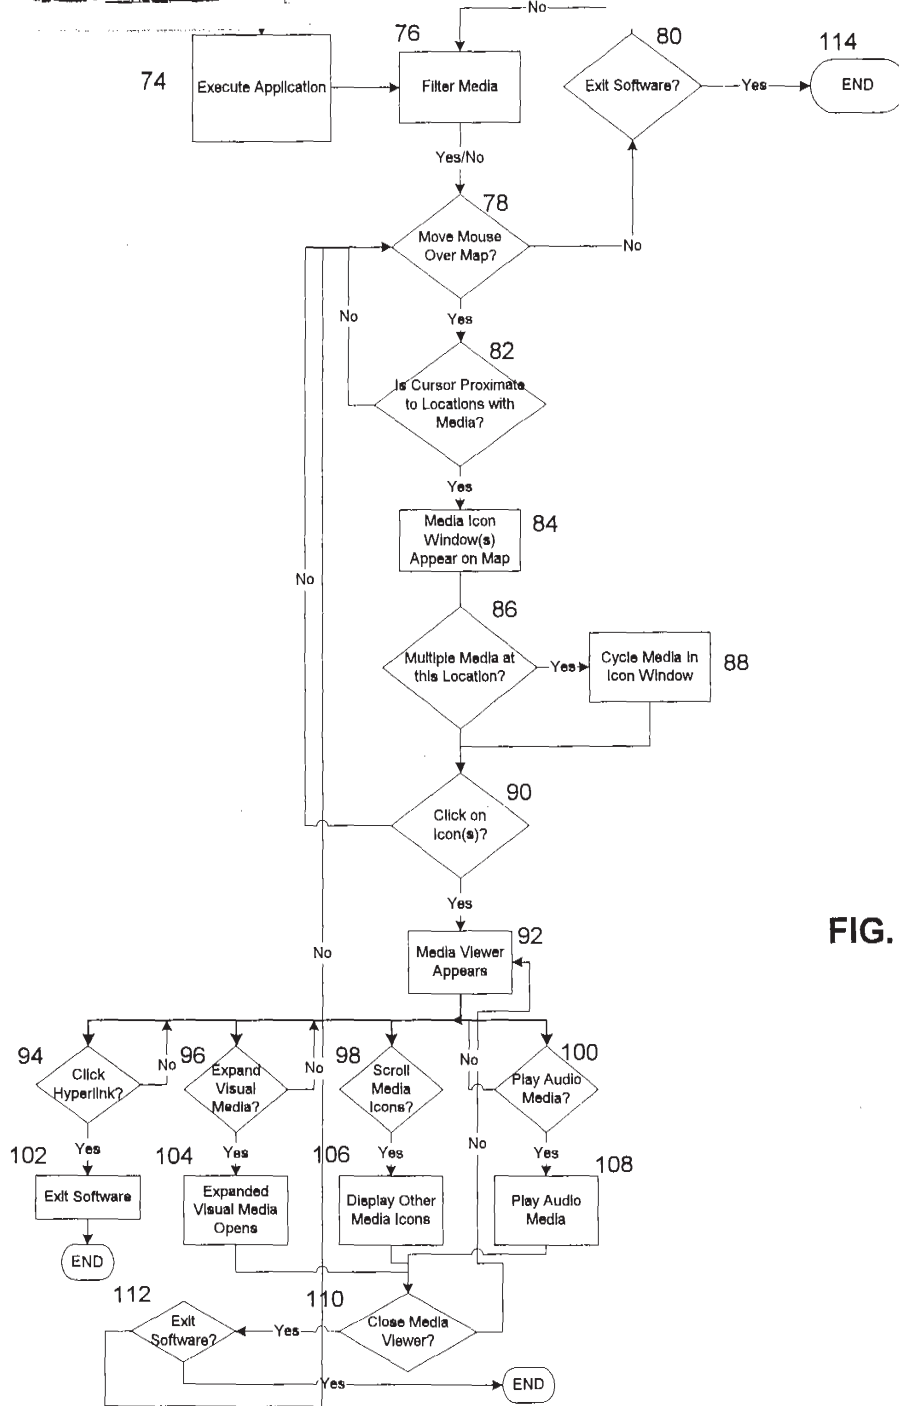 No
76
80
114
74
Execute Application
Filter Media
Exit Software?
Yes
END
Yes/No
78
Move Mouse
Over Map?
No
No
Yes
82
Is Cursor Proximate
to Locations with
Media?
Yes
Media Icon
Window(s)
Appear on Map
84
No
86
Multiple Media at
this Location?
Yes
Cycle Media in
Icon Window
88
90
Click on
Icon(s)?
Yes
FIG.
92
Media Viewer
Appears
No
94
Click
Hyperlink?
No
96
Expand
Visual
Media?
No
98
Scroll
Media
Icons?
No
100
Play Audio
Media?
No
102
Yes
104
Yes
106
Yes
Yes
108
Exit Software
Expanded
Visual Media
Opens
Display Other
Media Icons
Play Audio
Media
END
112
110
Exit
Software?
Yes
Close Media
Viewer?
Yes
END